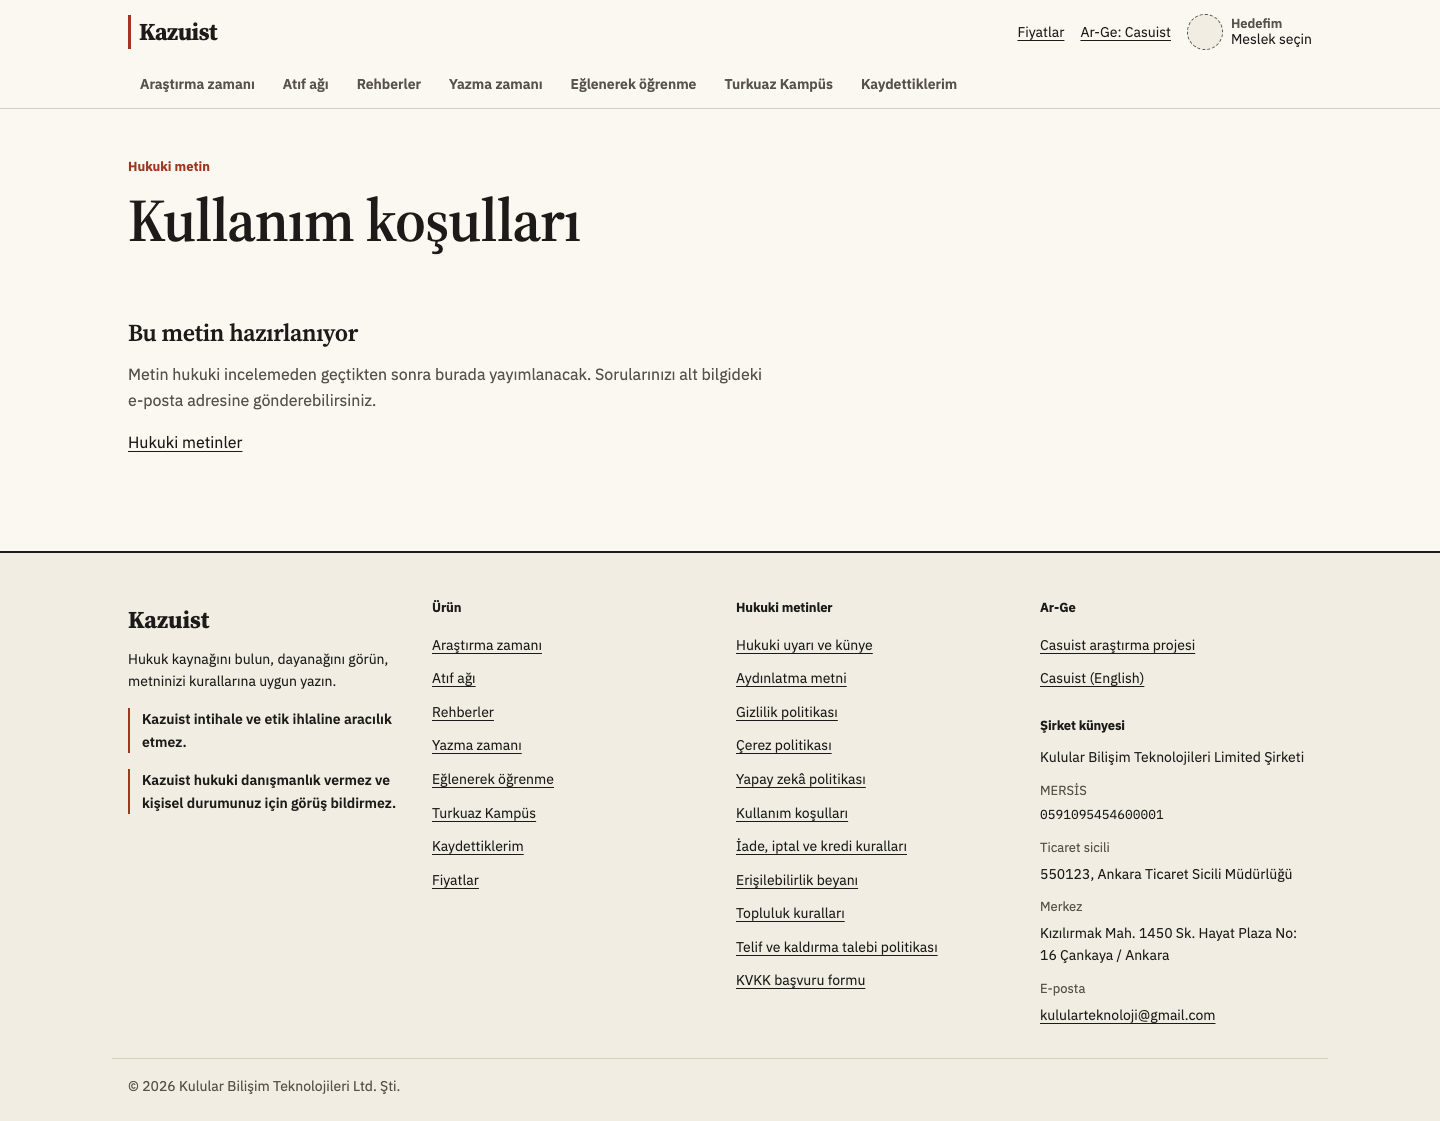 Kazuist
Fiyatlar
Ar-Ge: Casuist
Hedefim
Meslek seçin
Araştırma zamanı
Atıf ağı
Rehberler
Yazma zamanı
Eğlenerek öğrenme
Turkuaz Kampüs
Kaydettiklerim
Hukuki metin
Kullanım koşulları
Bu metin hazırlanıyor
Metin hukuki incelemeden geçtikten sonra burada yayımlanacak. Sorularınızı alt bilgideki
e-posta adresine gönderebilirsiniz.
Hukuki metinler
Kazuist
Hukuk kaynağını bulun, dayanağını görün,
metninizi kurallarına uygun yazın.
Kazuist intihale ve etik ihlaline aracılık
etmez.
Kazuist hukuki danışmanlık vermez ve
kişisel durumunuz için görüş bildirmez.
Ürün
Araştırma zamanı
Atıf ağı
Rehberler
Yazma zamanı
Eğlenerek öğrenme
Turkuaz Kampüs
Kaydettiklerim
Fiyatlar
Hukuki metinler
Hukuki uyarı ve künye
Aydınlatma metni
Gizlilik politikası
Çerez politikası
Yapay zekâ politikası
Kullanım koşulları
İade, iptal ve kredi kuralları
Erişilebilirlik beyanı
Topluluk kuralları
Telif ve kaldırma talebi politikası
KVKK başvuru formu
Ar-Ge
Casuist araştırma projesi
Casuist (English)
Şirket künyesi
Kulular Bilişim Teknolojileri Limited Şirketi
MERSİS
0591095454600001
Ticaret sicili
550123, Ankara Ticaret Sicili Müdürlüğü
Merkez
Kızılırmak Mah. 1450 Sk. Hayat Plaza No:
16 Çankaya / Ankara
E-posta
kulularteknoloji@gmail.com
© 2026 Kulular Bilişim Teknolojileri Ltd. Şti.